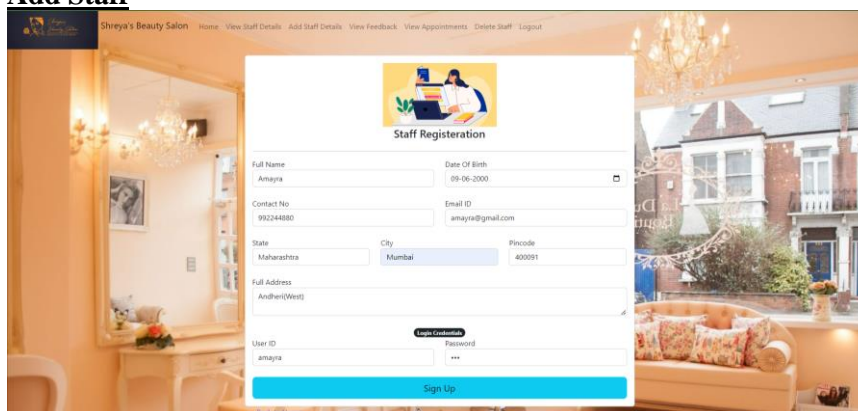 Add Staff
Shreya's Beauty Salon Home View Staff Details Add Staff Details View Feedback View Appointments Delete Staff Logout
Staff Registeration
Full Name Date Of Birth
Amayra 09-06-2000
Contact No Email ID
992244880 amayra@gmail.com
State City Pincode
Maharashtra Mumbai 400091
Full Address
Andheri(West)
Login Credentials
User ID Password
amayra •••
Sign Up